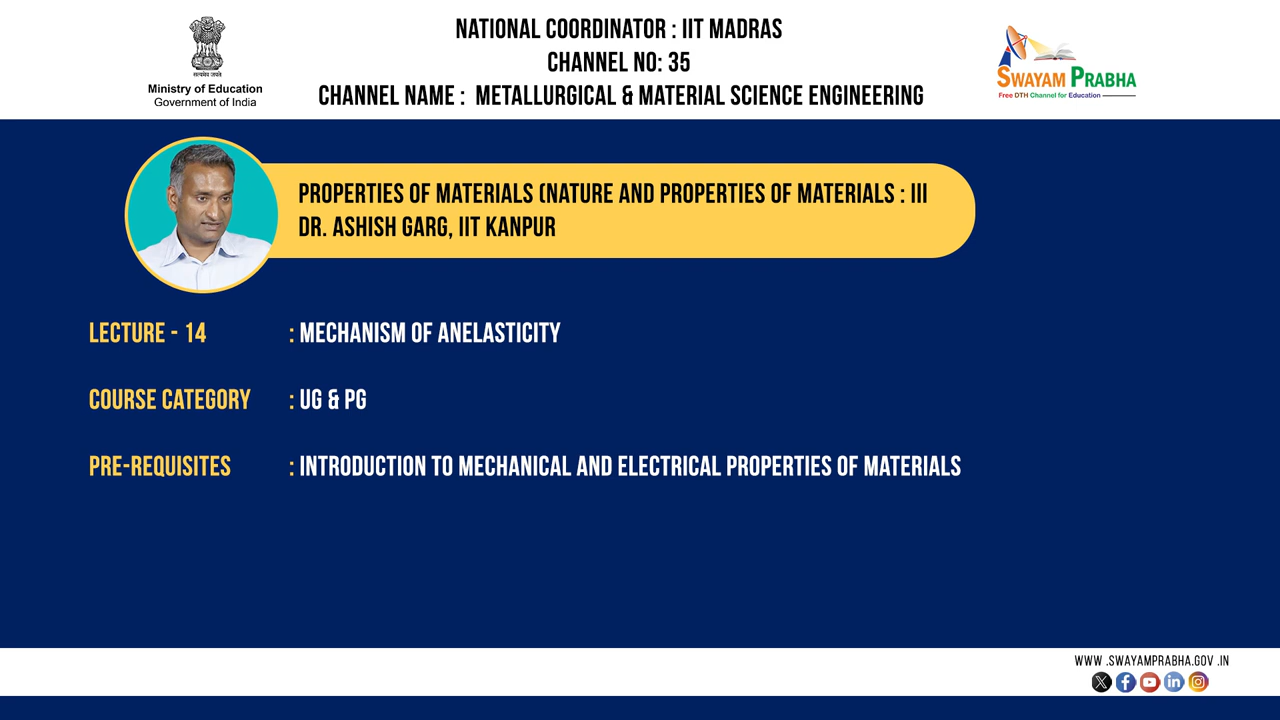 NATIONAL COORDINATOR : IIT MADRAS
CHANNEL NO: 35
CHANNEL NAME : METALLURGICAL & MATERIAL SCIENCE ENGINEERING
सत्यमेव जयते
Ministry of Education
Government of India
SWAYAM PRABHA
Free DTH Channel for Education
PROPERTIES OF MATERIALS (NATURE AND PROPERTIES OF MATERIALS : III
DR. ASHISH GARG, IIT KANPUR
LECTURE - 14 : MECHANISM OF ANELASTICITY
COURSE CATEGORY : UG & PG
PRE-REQUISITES : INTRODUCTION TO MECHANICAL AND ELECTRICAL PROPERTIES OF MATERIALS
WWW .SWAYAMPRABHA.GOV .IN